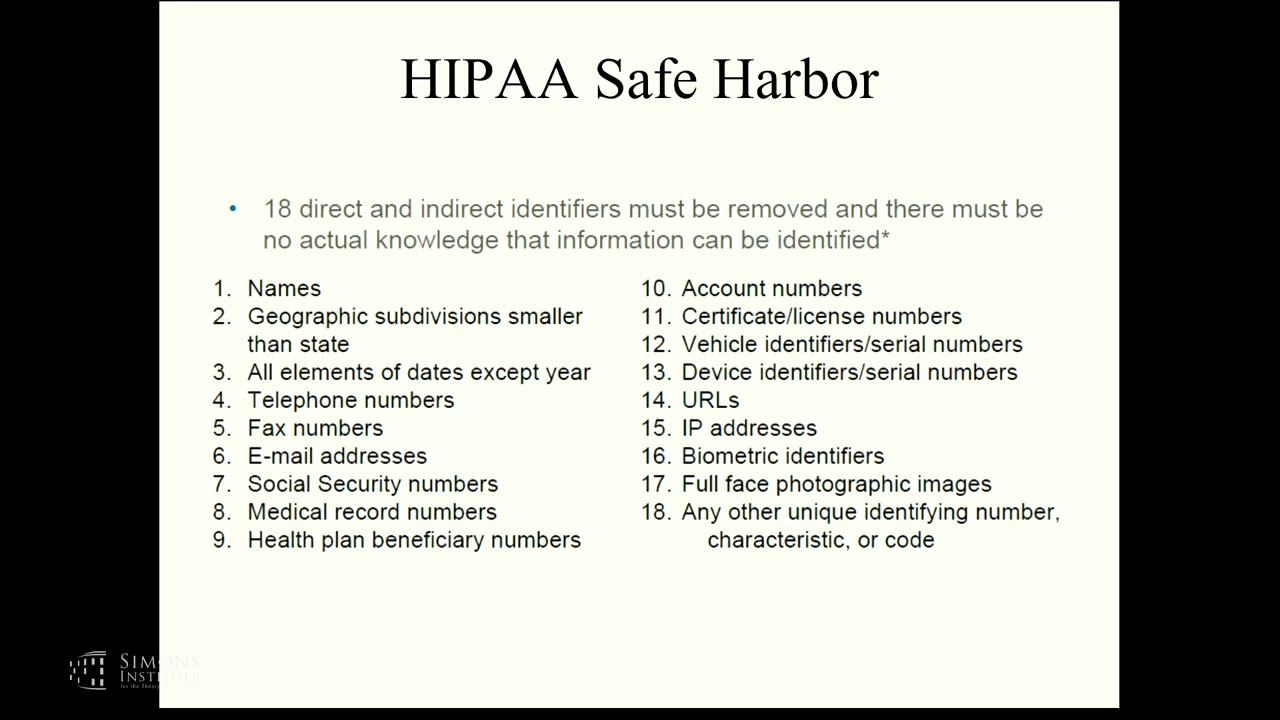 HIPAA Safe Harbor
• 18 direct and indirect identifiers must be removed and there must be
no actual knowledge that information can be identified*
1. Names
2. Geographic subdivisions smaller
than state
3. All elements of dates except year
4. Telephone numbers
5. Fax numbers
6. E-mail addresses
7. Social Security numbers
8. Medical record numbers
9. Health plan beneficiary numbers
10. Account numbers
11. Certificate/license numbers
12. Vehicle identifiers/serial numbers
13. Device identifiers/serial numbers
14. URLs
15. IP addresses
16. Biometric identifiers
17. Full face photographic images
18. Any other unique identifying number,
characteristic, or code
SIMONS
INSTITUTE
for the Theory